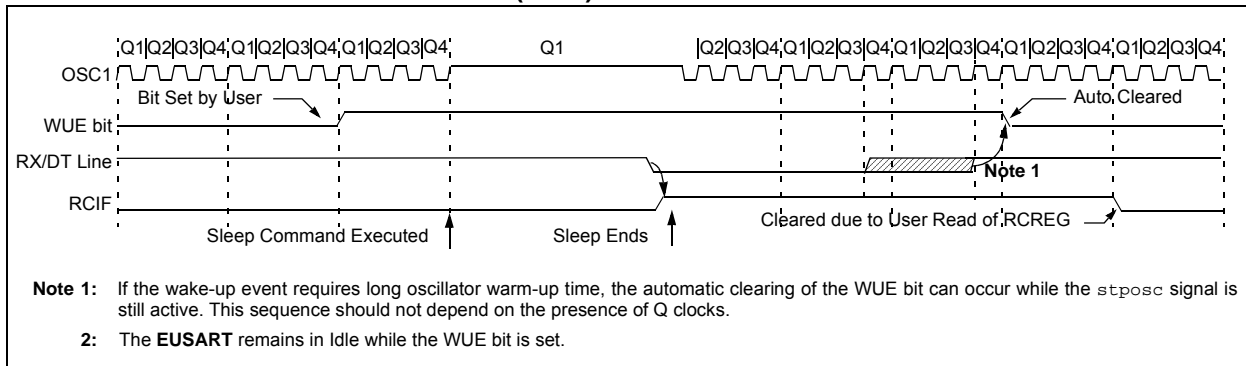 Q1 Q2 Q3 Q4 Q1 Q2 Q3 Q4 Q1 Q2 Q3 Q4 Q1 Q2 Q3 Q4 Q1 Q2 Q3 Q4 Q1 Q2 Q3 Q4 Q1 Q2 Q3 Q4 Q1 Q2 Q3 Q4
OSC1
Bit Set by User
Auto Cleared
WUE bit
RX/DT Line
Note 1
RCIF
Cleared due to User Read of RCREG
Sleep Command Executed
Sleep Ends
Note 1: If the wake-up event requires long oscillator warm-up time, the automatic clearing of the WUE bit can occur while the stposc signal is
still active. This sequence should not depend on the presence of Q clocks.
2: The EUSART remains in Idle while the WUE bit is set.